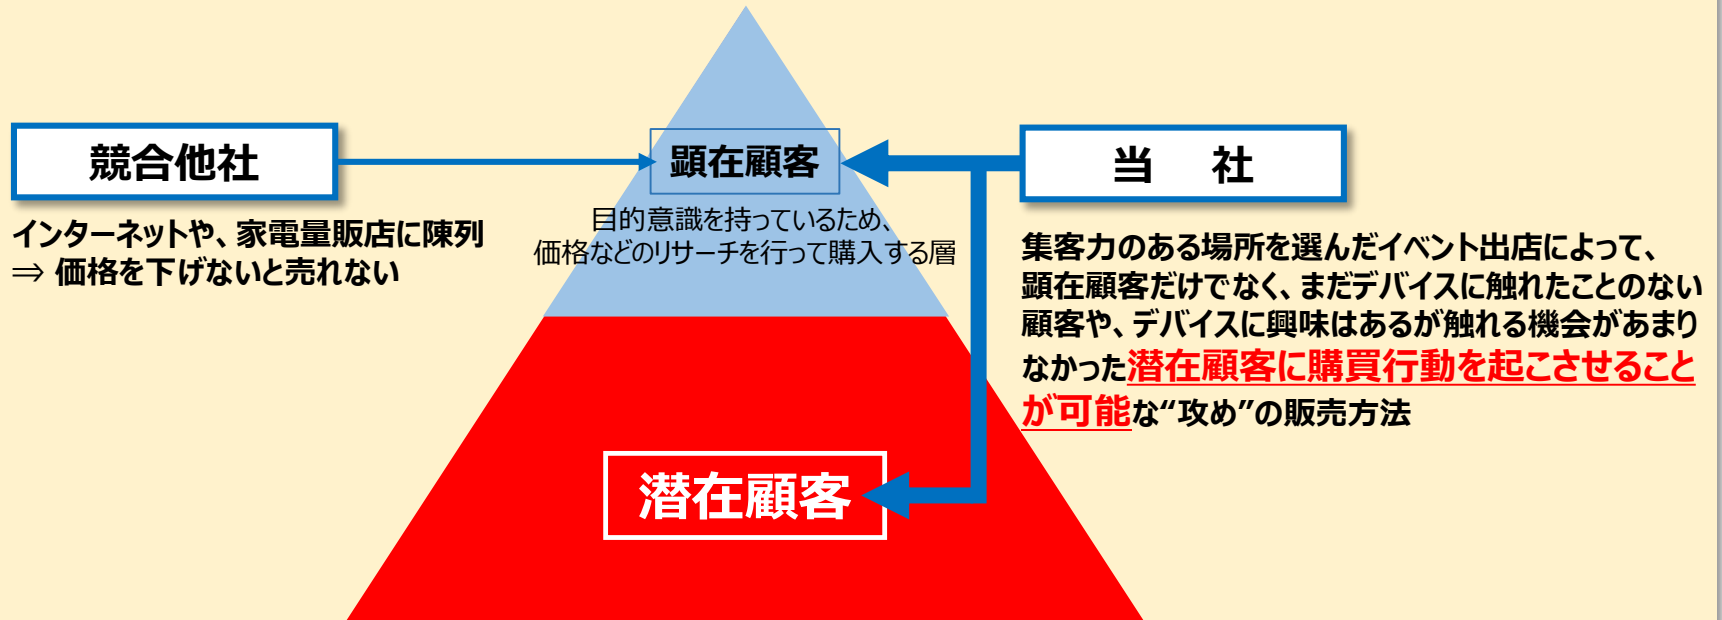 競合他社
インターネットや、家電量販店に陳列
⇒ 価格を下げないと売れない
顕在顧客
目的意識を持っているため、
価格などのリサーチを行って購入する層
当 社
集客力のある場所を選んだイベント出店によって、
顕在顧客だけでなく、まだデバイスに触れたことのない
顧客や、デバイスに興味はあるが触れる機会があまり
なかった潜在顧客に購買行動を起こさせること
が可能な“攻め”の販売方法
潜在顧客